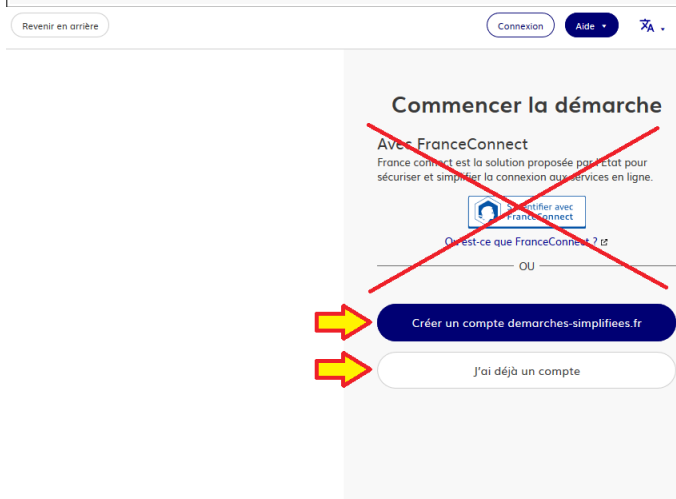 Revenir en arrière
Connexion
Aide
Commencer la démarche
Avec FranceConnect
France connect est la solution proposée par l'État pour
sécuriser et simplifier la connexion aux services en ligne.
S'identifier avec
FranceConnect
Qu'est-ce que FranceConnect ?
OU
Créer un compte demarches-simplifiees.fr
J'ai déjà un compte